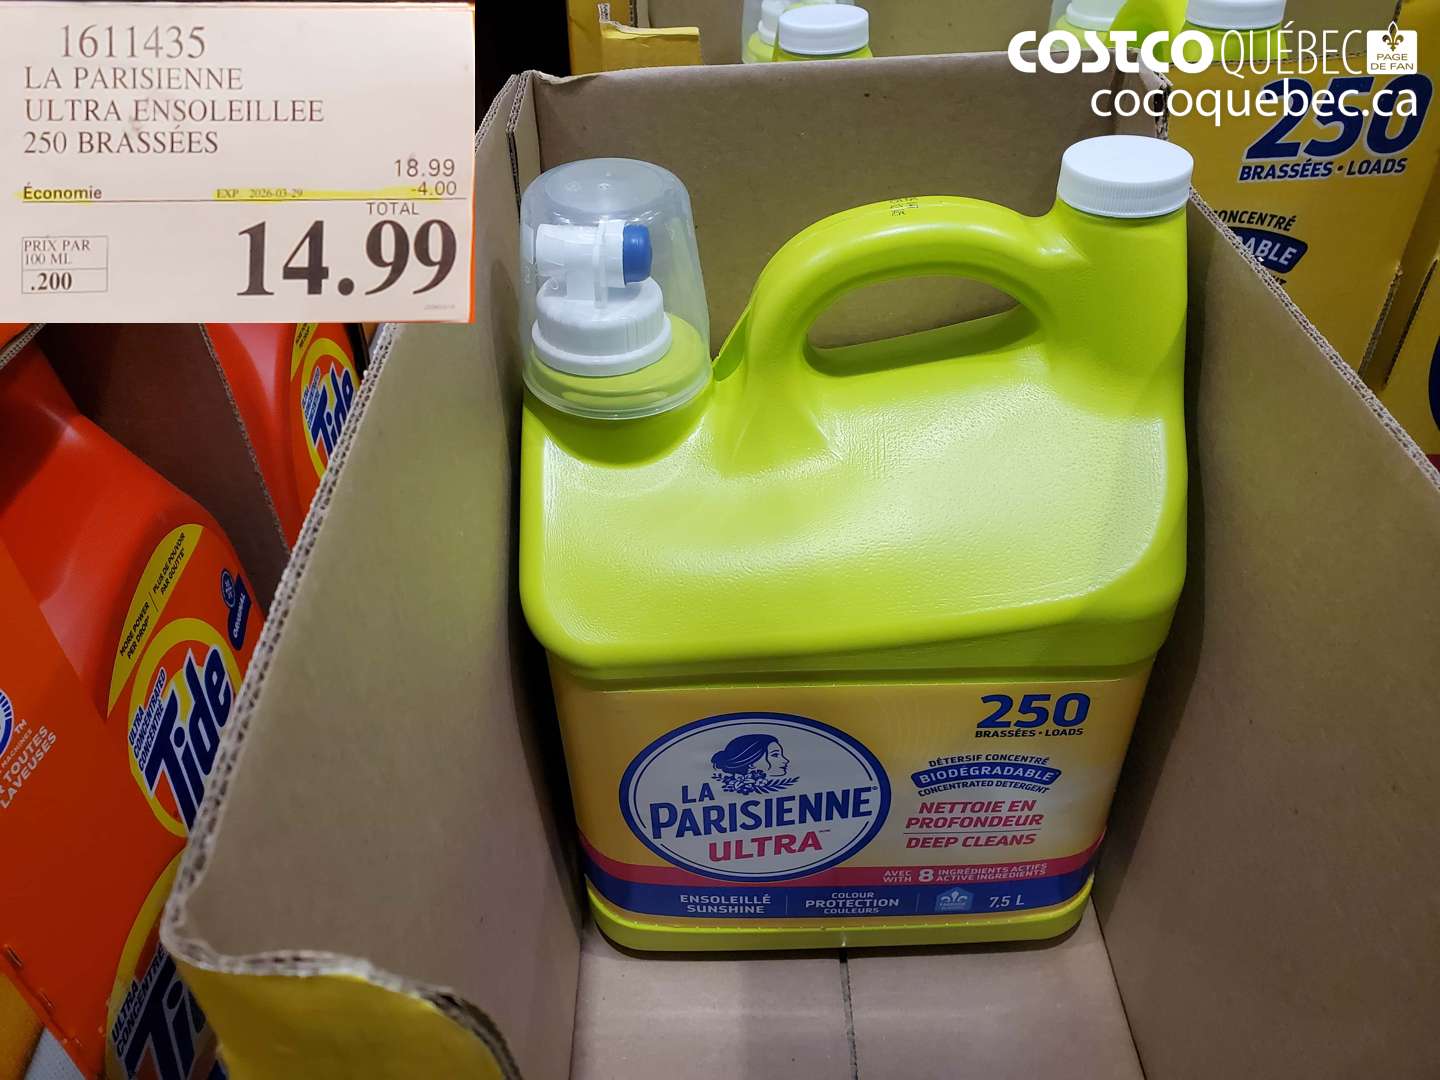 1611435
LA PARISIENNE
ULTRA ENSOLEILLEE
250 BRASSÉES
18.99
Économie EXP 2026-03-29 -4.00
TOTAL
14.99
PRIX PAR
100 ML
.200
COSTCO QUÉBEC
PAGE
DE FAN
cocoquebec.ca
250
BRASSÉES • LOADS
250
BRASSÉES • LOADS
DÉTERSIF CONCENTRÉ
BIODÉGRADABLE
CONCENTRATED DETERGENT
NETTOIE EN
PROFONDEUR
DEEP CLEANS
LA
PARISIENNE
ULTRA
AVEC 8 INGRÉDIENTS ACTIFS
WITH ACTIVE INGREDIENTS
ENSOLEILLÉ
SUNSHINE
COLOUR
PROTECTION
COULEURS
7,5 L
Tide
MORE POWER
PER DROP
PLUS DE POUVOIR
PAR GOUTTE
ORIGINAL
ULTRA
CONCENTRATED
CONCENTRÉ
Tide
TOUTES
LAVEUSES
ULTRA
Tide